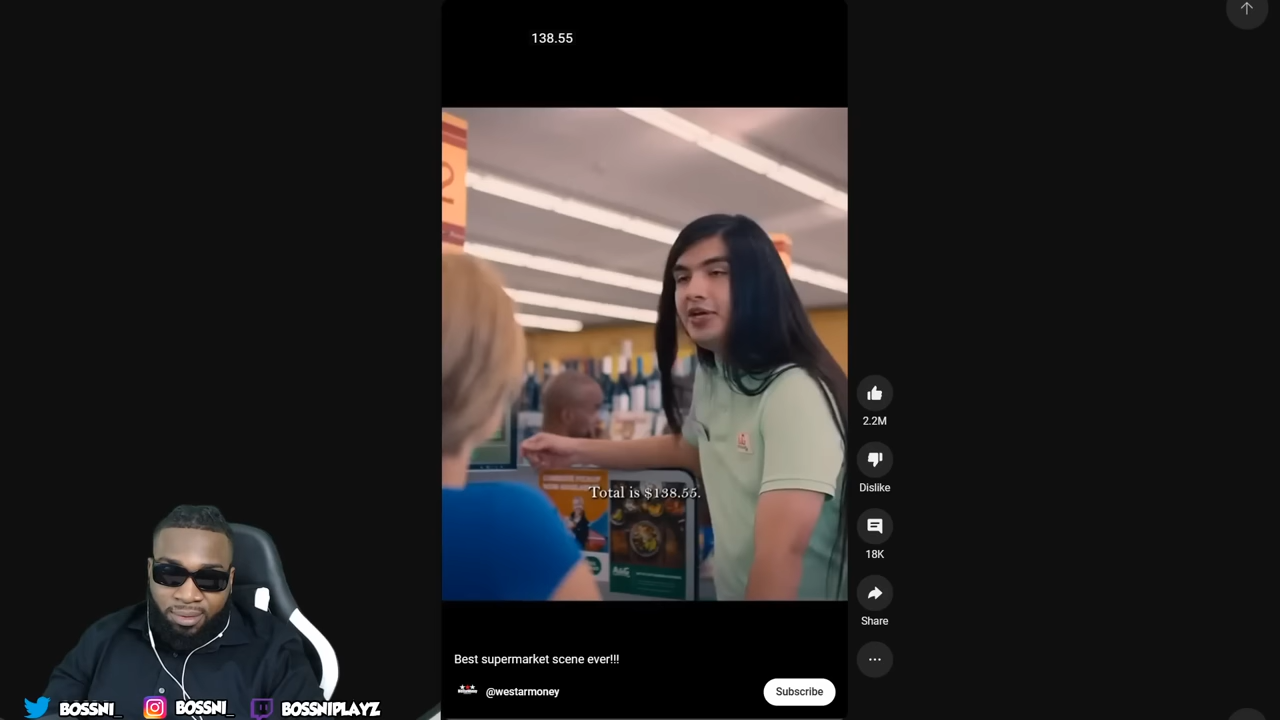 138.55
Total is $138.55.
2.2M
Dislike
18K
Share
Best supermarket scene ever!!!
@westarmoney
Subscribe
BOSSNI_
BOSSNI_
BOSSNIPLAYZ